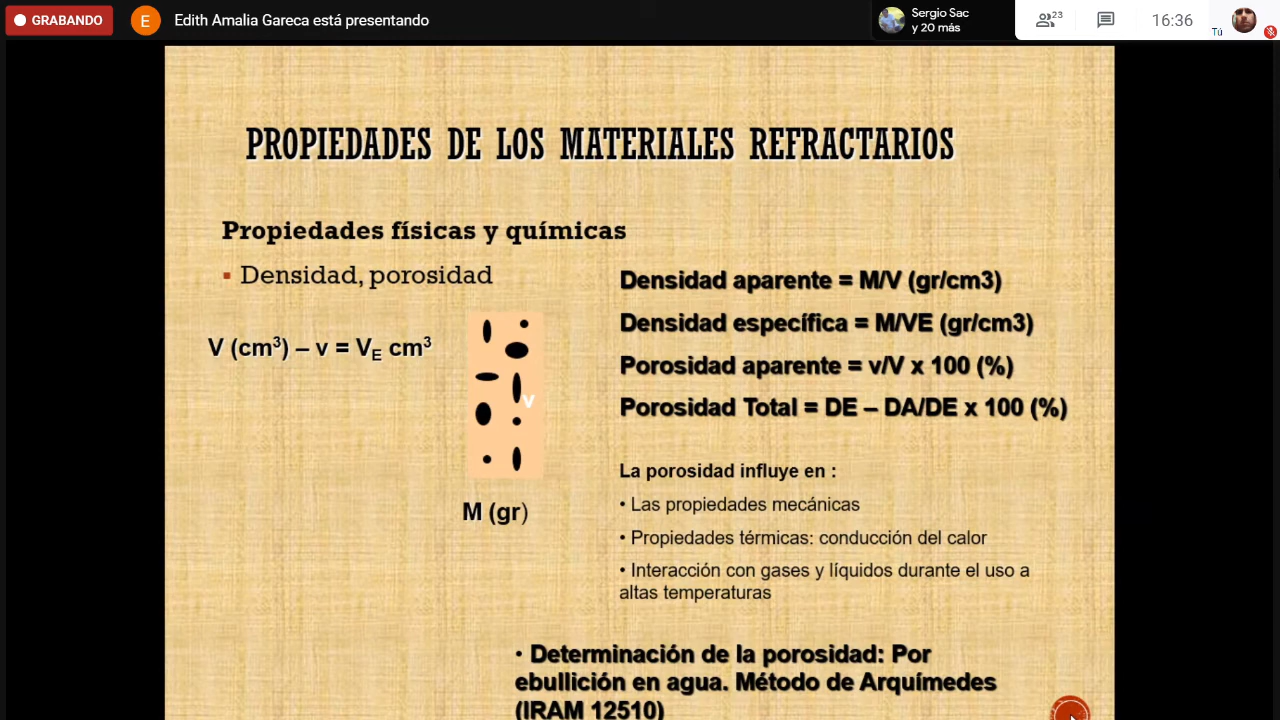 GRABANDO
E
Edith Amalia Gareca está presentando
Sergio Sac
y 20 más
23
16:36
Tú
PROPIEDADES DE LOS MATERIALES REFRACTARIOS
Propiedades físicas y químicas
▪ Densidad, porosidad
V (cm³) – v = V_E cm³
v
M (gr)
Densidad aparente = M/V (gr/cm3)
Densidad específica = M/VE (gr/cm3)
Porosidad aparente = v/V x 100 (%)
Porosidad Total = DE – DA/DE x 100 (%)
La porosidad influye en :
• Las propiedades mecánicas
• Propiedades térmicas: conducción del calor
• Interacción con gases y líquidos durante el uso a
altas temperaturas
• Determinación de la porosidad: Por
ebullición en agua. Método de Arquímedes
(IRAM 12510)